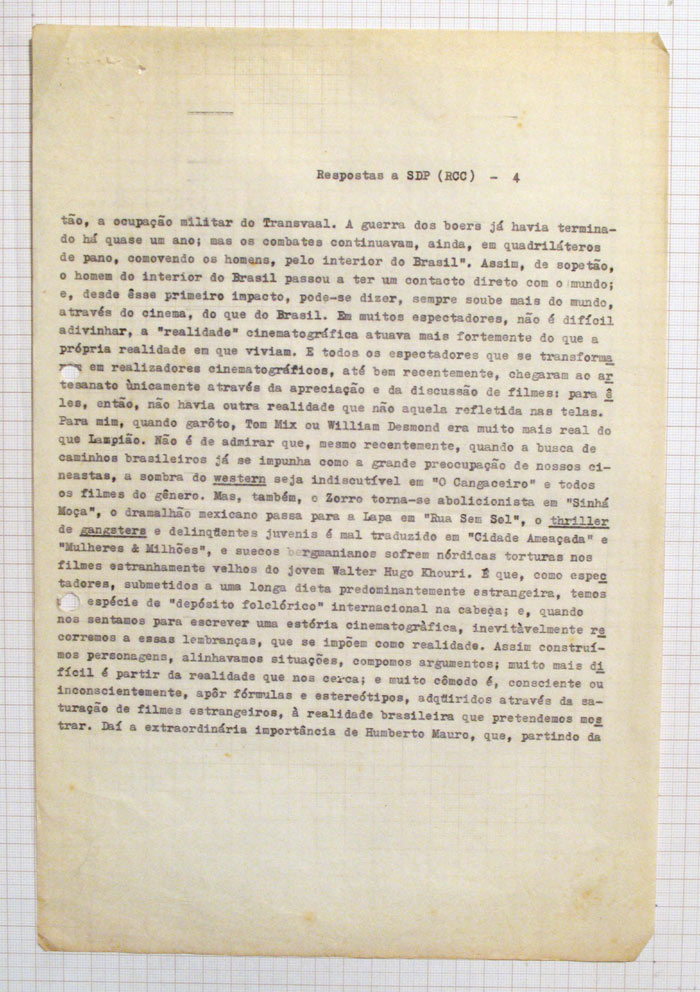 Respostas a SDP (RCC) - 4
tão, a ocupação militar do Transvaal. A guerra dos boers já havia termina-
do há quase um ano; mas os combates continuavam, ainda, em quadriláteros
de pano, comovendo os homens, pelo interior do Brasil". Assim, de sopetão,
o homem do interior do Brasil passou a ter um contacto direto com o mundo;
e, desde êsse primeiro impacto, pode-se dizer, sempre soube mais do mundo,
através do cinema, do que do Brasil. Em muitos espectadores, não é difícil
adivinhar, a "realidade" cinematográfica atuava mais fortemente do que a
própria realidade em que viviam. E todos os espectadores que se transforma
em realizadores cinematográficos, até bem recentemente, chegaram ao ar
tesanato ùnicamente através da apreciação e da discussão de filmes: para ê
les, então, não havia outra realidade que não aquela refletida nas telas.
Para mim, quando garôto, Tom Mix ou William Desmond era muito mais real do
que Lampião. Não é de admirar que, mesmo recentemente, quando a busca de
caminhos brasileiros já se impunha como a grande preocupação de nossos ci-
neastas, a sombra do western seja indiscutível em "O Cangaceiro" e todos
os filmes do gênero. Mas, também, o Zorro torna-se abolicionista em "Sinhá
Moça", o dramalhão mexicano passa para a Lapa em "Rua Sem Sol", o thriller
de gangsters e delinqüentes juvenis é mal traduzido em "Cidade Ameaçada" e
"Mulheres & Milhões", e suecos bergmanianos sofrem nórdicas torturas nos
filmes estranhamente velhos do jovem Walter Hugo Khouri. É que, como espec
tadores, submetidos a uma longa dieta predominantemente estrangeira, temos
espécie de "depósito folclórico" internacional na cabeça; e, quando
nos sentamos para escrever uma estória cinematogràfica, inevitàvelmente re
corremos a essas lembranças, que se impõem como realidade. Assim construí-
mos personagens, alinhavamos situações, compomos argumentos; muito mais di
fícil é partir da realidade que nos cerca; e muito cômodo é, consciente ou
inconscientemente, apôr fórmulas e estereótipos, adqüiridos através da sa-
turação de filmes estrangeiros, à realidade brasileira que pretendemos mos
trar. Daí a extraordinária importância de Humberto Mauro, que, partindo da